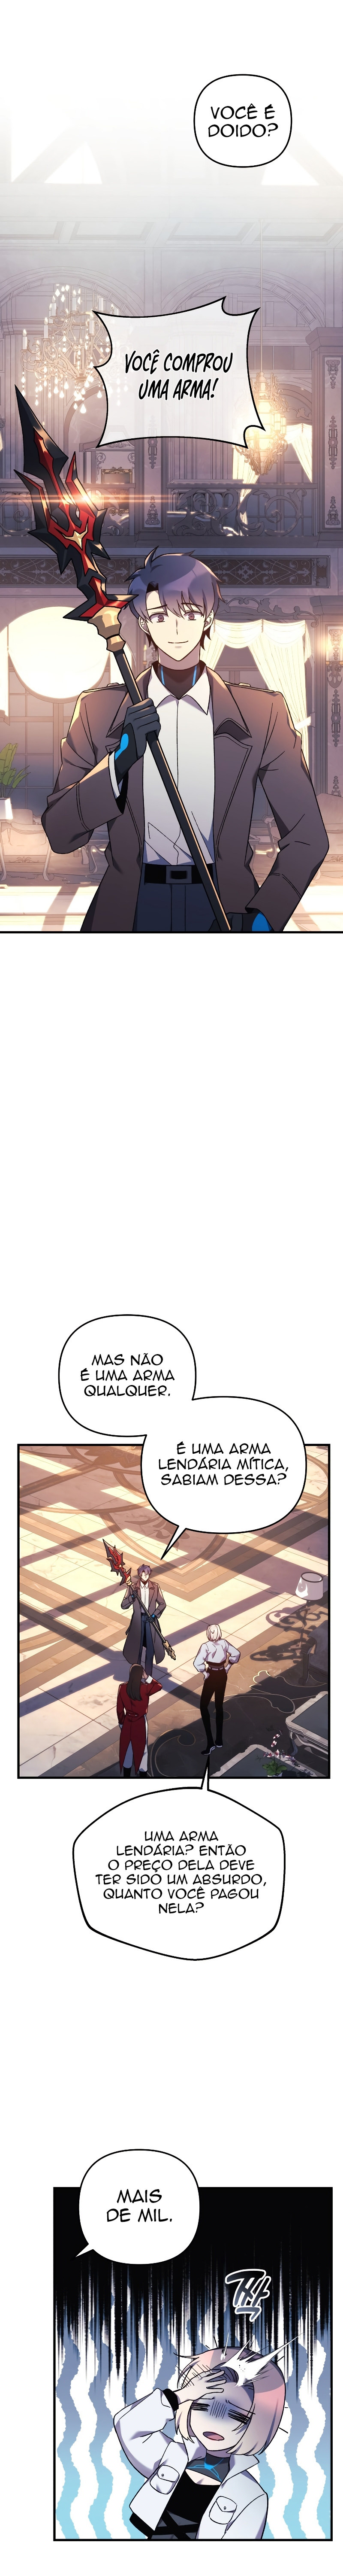 VOCÊ É
DOIDO?
VOCÊ COMPROU
UMA ARMA!
MAS NÃO
É UMA ARMA
QUALQUER.
É UMA ARMA
LENDÁRIA MÍTICA,
SABIAM DESSA?
UMA ARMA
LENDÁRIA? ENTÃO
O PREÇO DELA DEVE
TER SIDO UM ABSURDO,
QUANTO VOCÊ PAGOU
NELA?
MAIS
DE MIL.